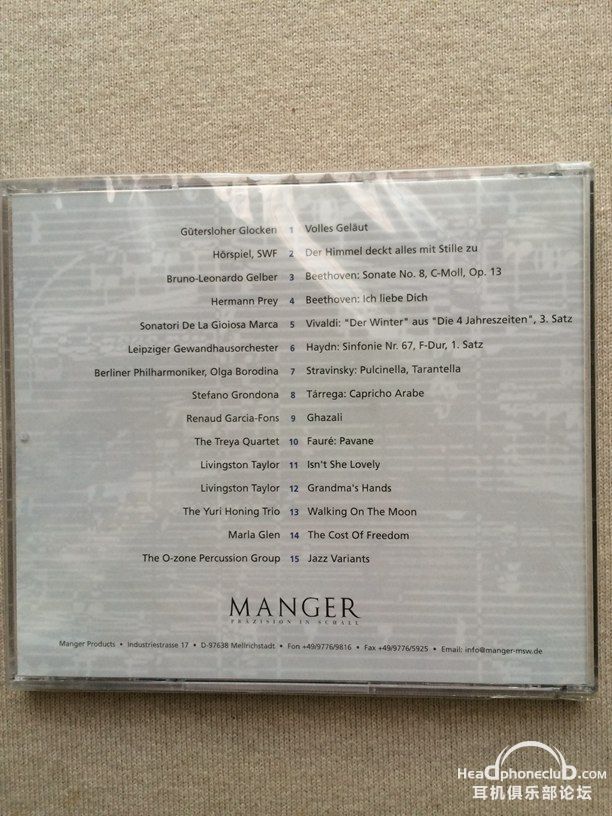 Gütersloher Glocken 1 Volles Geläut
Hörspiel, SWF 2 Der Himmel deckt alles mit Stille zu
Bruno-Leonardo Gelber 3 Beethoven: Sonate No. 8, C-Moll, Op. 13
Hermann Prey 4 Beethoven: Ich liebe Dich
Sonatori De La Gioiosa Marca 5 Vivaldi: "Der Winter" aus "Die 4 Jahreszeiten", 3. Satz
Leipziger Gewandhausorchester 6 Haydn: Sinfonie Nr. 67, F-Dur, 1. Satz
Berliner Philharmoniker, Olga Borodina 7 Stravinsky: Pulcinella, Tarantella
Stefano Grondona 8 Tárrega: Capricho Arabe
Renaud Garcia-Fons 9 Ghazali
The Treya Quartet 10 Fauré: Pavane
Livingston Taylor 11 Isn't She Lovely
Livingston Taylor 12 Grandma's Hands
The Yuri Honing Trio 13 Walking On The Moon
Marla Glen 14 The Cost Of Freedom
The O-zone Percussion Group 15 Jazz Variants
MANGER
PRÄZISION IN SCHALL
Manger Products • Industriestrasse 17 • D-97638 Mellrichstadt • Fon +49/9776/9816 • Fax +49/9776/5925 • Email: info@manger-msw.de
Headphoneclub.com
耳机俱乐部论坛